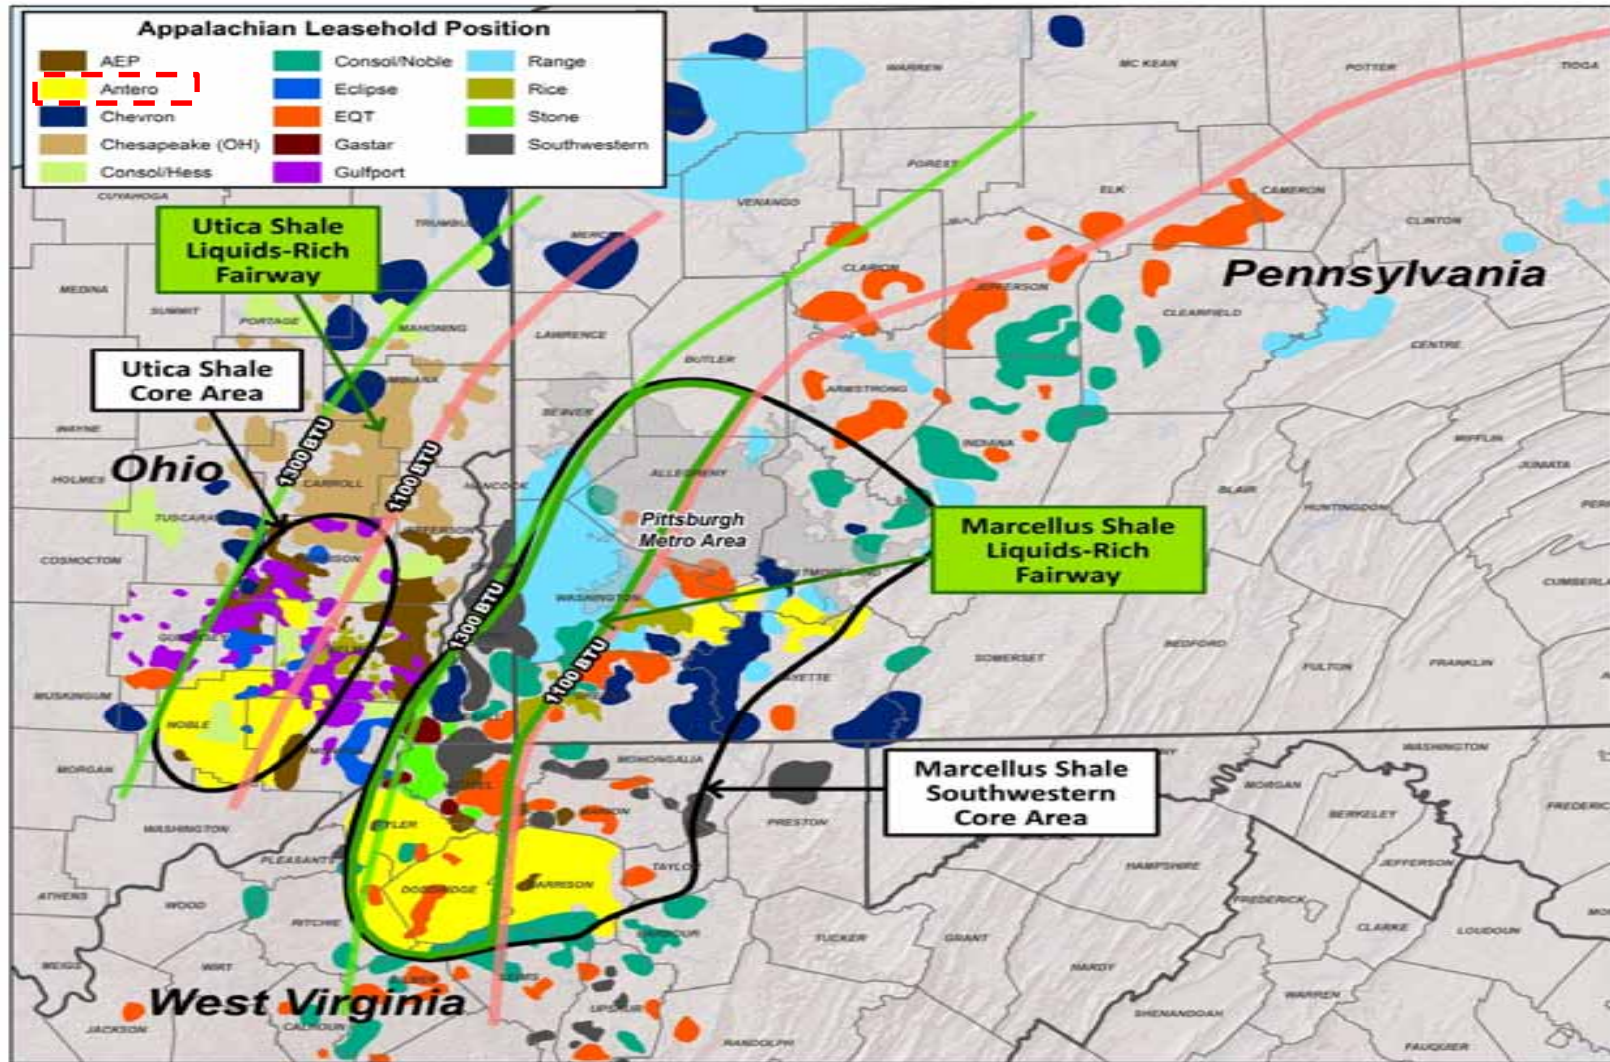 Appalachian Leasehold Position
AEP
Consol/Noble
Range
Antero
Eclipse
Rice
Chevron
EQT
Stone
Chesapeake (OH)
Gastar
Southwestern
Consol/Hess
Gulfport
WARREN
MC KEAN
POTTER
TIOGA
FOREST
ELK
CAMERON
CUYAHOGA
VENANGO
CLINTON
Utica Shale
Liquids-Rich
Fairway
CLARION
JEFFERSON
Pennsylvania
MEDINA
SUMMIT
PORTAGE
MAHONING
LAWRENCE
CLEARFIELD
CENTRE
BUTLER
Utica Shale
Core Area
ARMSTRONG
BEAVER
WAYNE
1300 BTU
1100 BTU
INDIANA
MIFFLIN
Ohio
HOLMES
CARROLL
ALLEGHENY
JUNIATA
BLAIR
HUNTINGDON
Pittsburgh
Metro Area
Marcellus Shale
Liquids-Rich
Fairway
COSHOCTON
WASHINGTON
1300 BTU
1100 BTU
BEDFORD
SOMERSET
FULTON
FRANKLIN
MUSKINGUM
NOBLE
MORGAN
MONONGALIA
WASHINGTON
Marcellus Shale
Southwestern
Core Area
MORGAN
BERKELEY
PRESTON
WASHINGTON
PLEASANTS
HAMPSHIRE
JEFFERSON
ATHENS
WOOD
DODDRIDGE
HARRISON
RITCHIE
FREDERICK
CLARKE
LOUDOUN
TUCKER
GRANT
MEIGS
WIRT
HARDY
West Virginia
WARREN
JACKSON
CALHOUN
UPSHUR
SHENANDOAH
RANDOLPH
FAUQUIER